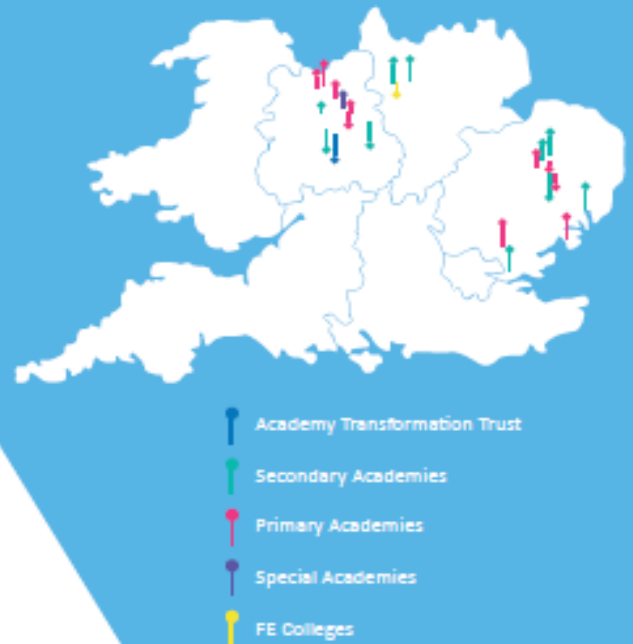 Academy Transformation Trust
Secondary Academies
Primary Academies
Special Academies
FE Colleges